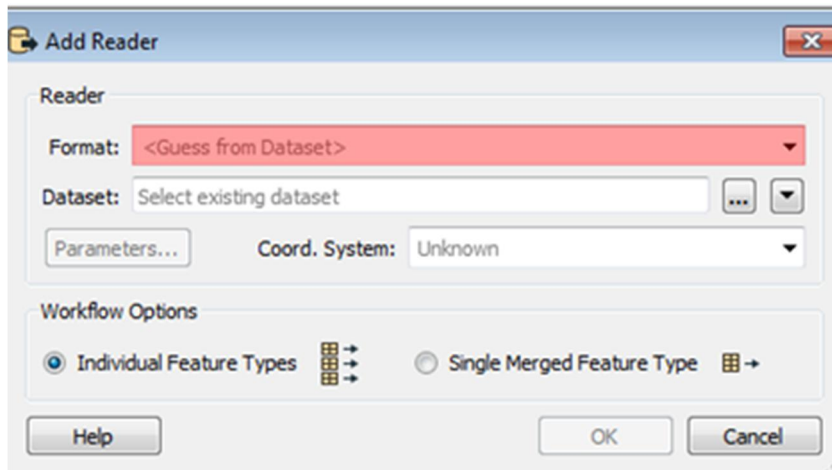 Add Reader
Reader
Format: <Guess from Dataset>
Dataset: Select existing dataset ...
Parameters... Coord. System: Unknown
Workflow Options
Individual Feature Types Single Merged Feature Type
Help OK Cancel